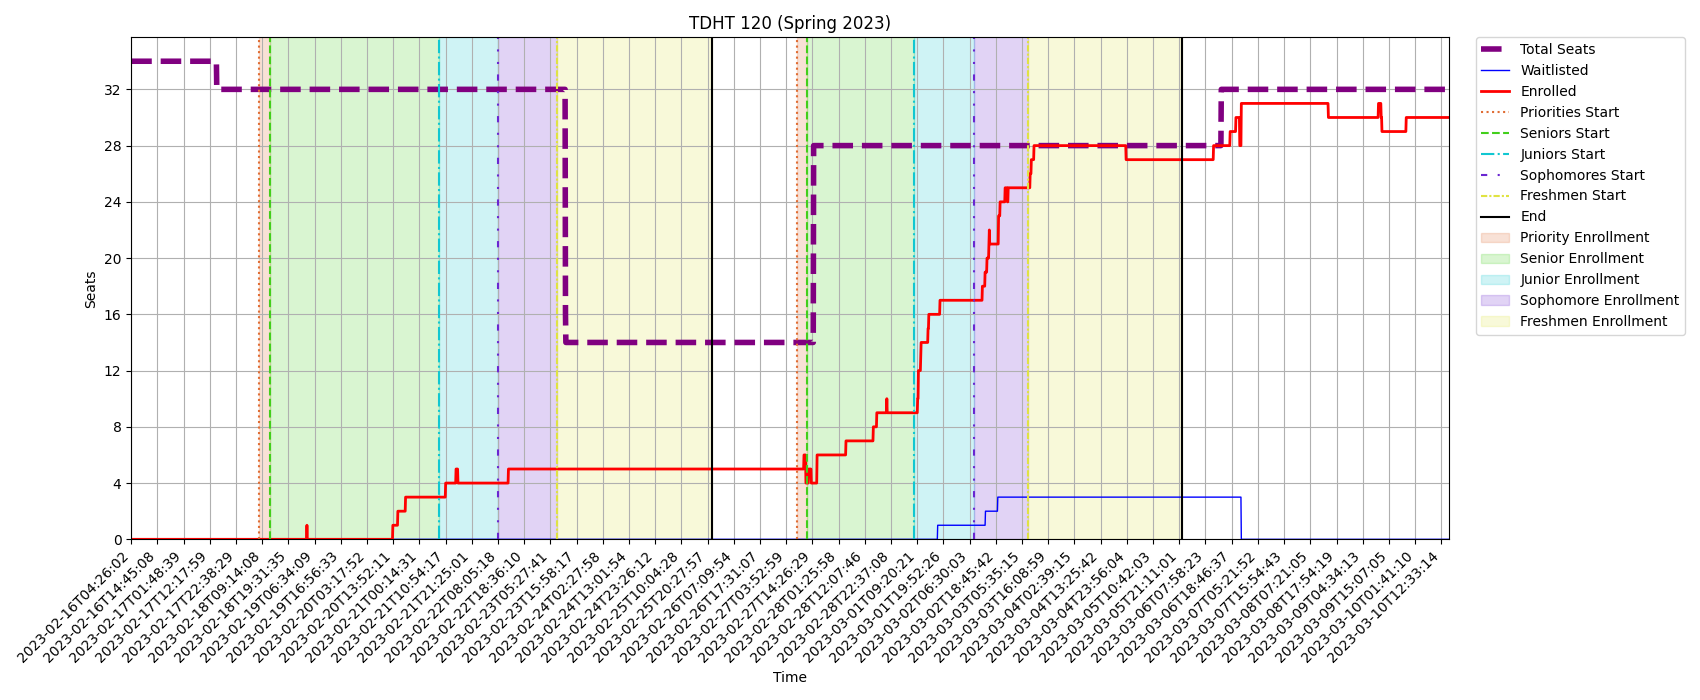 TDHT 120 (Spring 2023)
Seats
32
28
24
20
16
12
8
4
0
2023-02-16T04:26:02
2023-02-16T14:45:08
2023-02-17T01:48:39
2023-02-17T12:17:59
2023-02-17T22:38:29
2023-02-18T09:14:08
2023-02-18T19:31:35
2023-02-19T06:34:09
2023-02-19T16:56:33
2023-02-20T03:17:52
2023-02-20T13:52:11
2023-02-21T00:14:31
2023-02-21T10:54:17
2023-02-21T21:25:01
2023-02-22T08:05:18
2023-02-22T18:36:10
2023-02-23T05:27:41
2023-02-23T15:58:17
2023-02-24T02:27:58
2023-02-24T13:01:54
2023-02-24T23:26:12
2023-02-25T10:04:28
2023-02-25T20:27:57
2023-02-26T07:09:54
2023-02-26T17:31:07
2023-02-27T03:52:59
2023-02-27T14:26:29
2023-02-28T01:25:58
2023-02-28T12:07:46
2023-02-28T22:37:08
2023-03-01T09:20:21
2023-03-01T19:52:26
2023-03-02T06:30:03
2023-03-02T18:45:42
2023-03-03T05:35:15
2023-03-03T16:08:59
2023-03-04T02:39:15
2023-03-04T13:25:42
2023-03-04T23:56:04
2023-03-05T10:42:03
2023-03-05T21:11:01
2023-03-06T07:58:23
2023-03-06T18:46:37
2023-03-07T05:21:52
2023-03-07T15:54:43
2023-03-08T07:21:05
2023-03-08T17:54:19
2023-03-09T04:34:13
2023-03-09T15:07:05
2023-03-10T01:41:10
2023-03-10T12:33:14
Time
Total Seats
Waitlisted
Enrolled
Priorities Start
Seniors Start
Juniors Start
Sophomores Start
Freshmen Start
End
Priority Enrollment
Senior Enrollment
Junior Enrollment
Sophomore Enrollment
Freshmen Enrollment